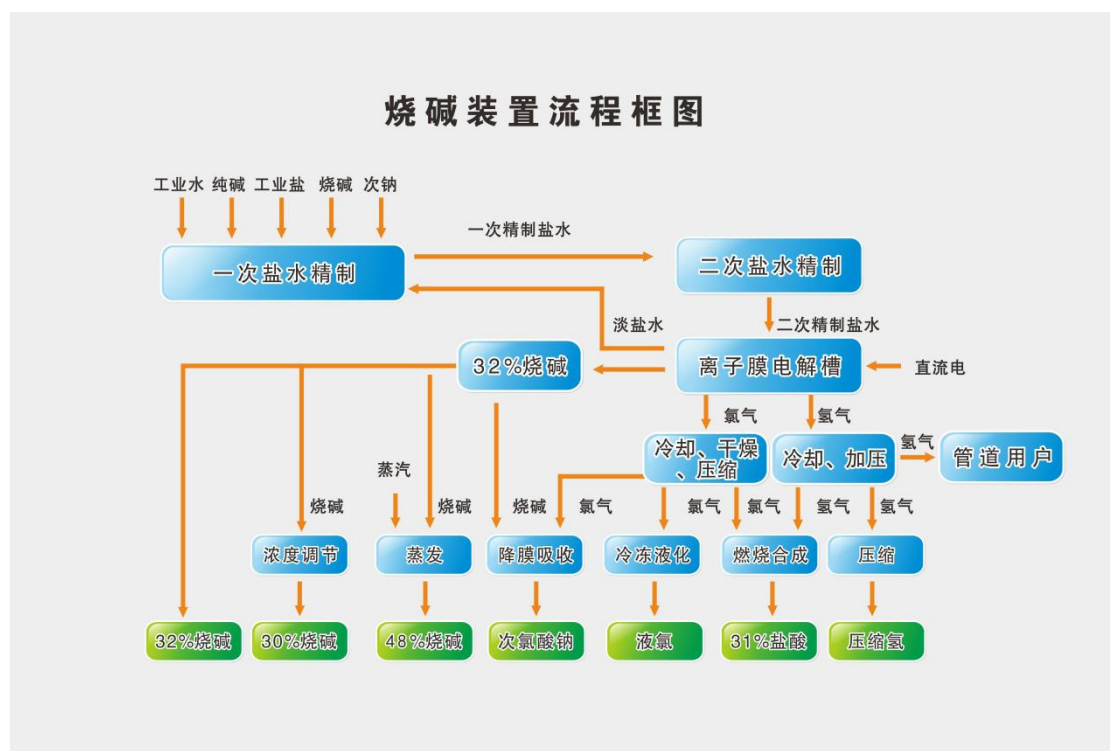 烧碱装置流程框图
工业水 纯碱 工业盐 烧碱 次钠
一次精制盐水
一次盐水精制
二次盐水精制
淡盐水
二次精制盐水
32%烧碱
离子膜电解槽
直流电
氯气
氢气
冷却、干燥
、压缩
冷却、加压
氢气
管道用户
蒸汽
烧碱
烧碱
烧碱
氯气
氯气
氯气
氢气
氢气
浓度调节
蒸发
降膜吸收
冷冻液化
燃烧合成
压缩
32%烧碱
30%烧碱
48%烧碱
次氯酸钠
液氯
31%盐酸
压缩氢